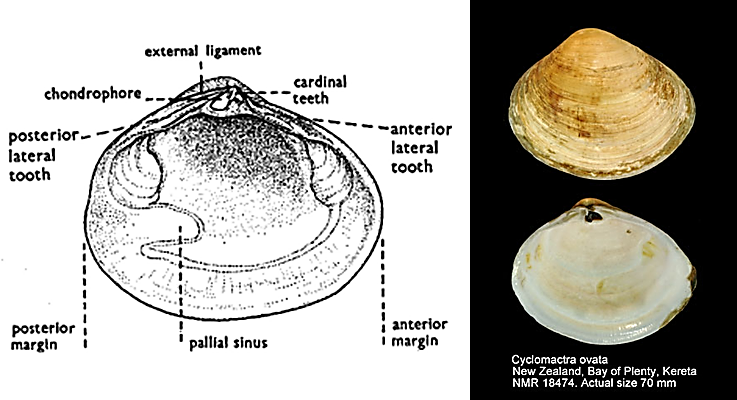 external ligament
chondrophore
cardinal
teeth
posterior
lateral
tooth
anterior
lateral
tooth
posterior
margin
pallial sinus
anterior
margin
Cyclomactra ovata
New Zealand, Bay of Plenty, Kereta
NMR 18474. Actual size 70 mm